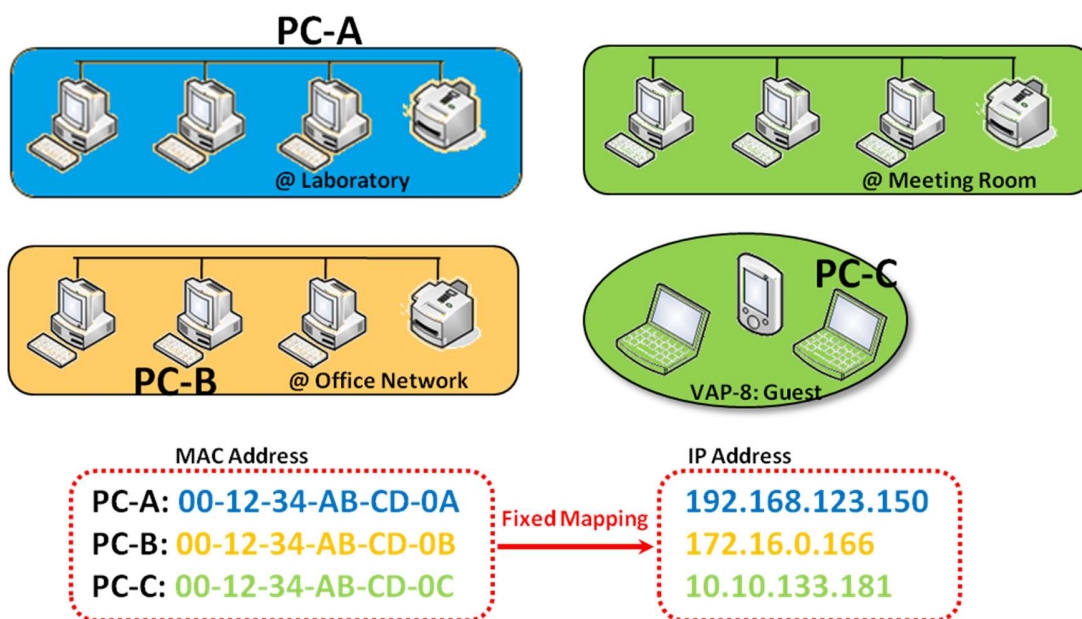 PC-A
@ Laboratory
@ Meeting Room
PC-B
@ Office Network
PC-C
VAP-8: Guest
MAC Address
PC-A: 00-12-34-AB-CD-0A
PC-B: 00-12-34-AB-CD-0B
PC-C: 00-12-34-AB-CD-0C
Fixed Mapping
IP Address
192.168.123.150
172.16.0.166
10.10.133.181